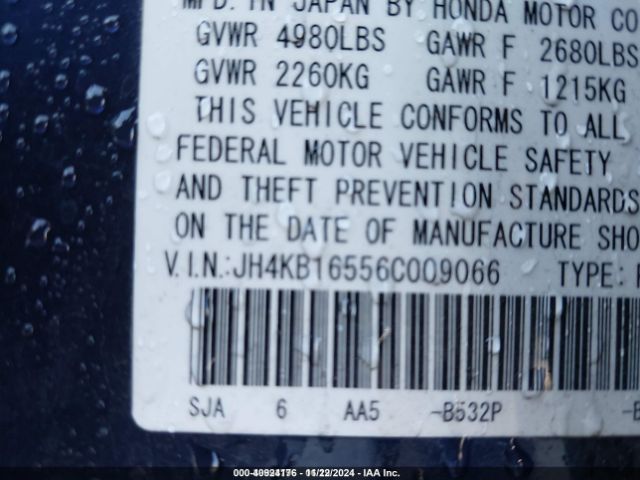 MFD. IN JAPAN BY HONDA MOTOR CO
GVWR 4980LBS GAWR F 2680LBS
GVWR 2260KG GAWR F 1215KG
THIS VEHICLE CONFORMS TO ALL
FEDERAL MOTOR VEHICLE SAFETY
AND THEFT PREVENTION STANDARDS
ON THE DATE OF MANUFACTURE SHO
V.I.N.:JH4KB16556C009066 TYPE:
SJA 6 AA5 -B532P
11/22/2024 - IAA Inc.